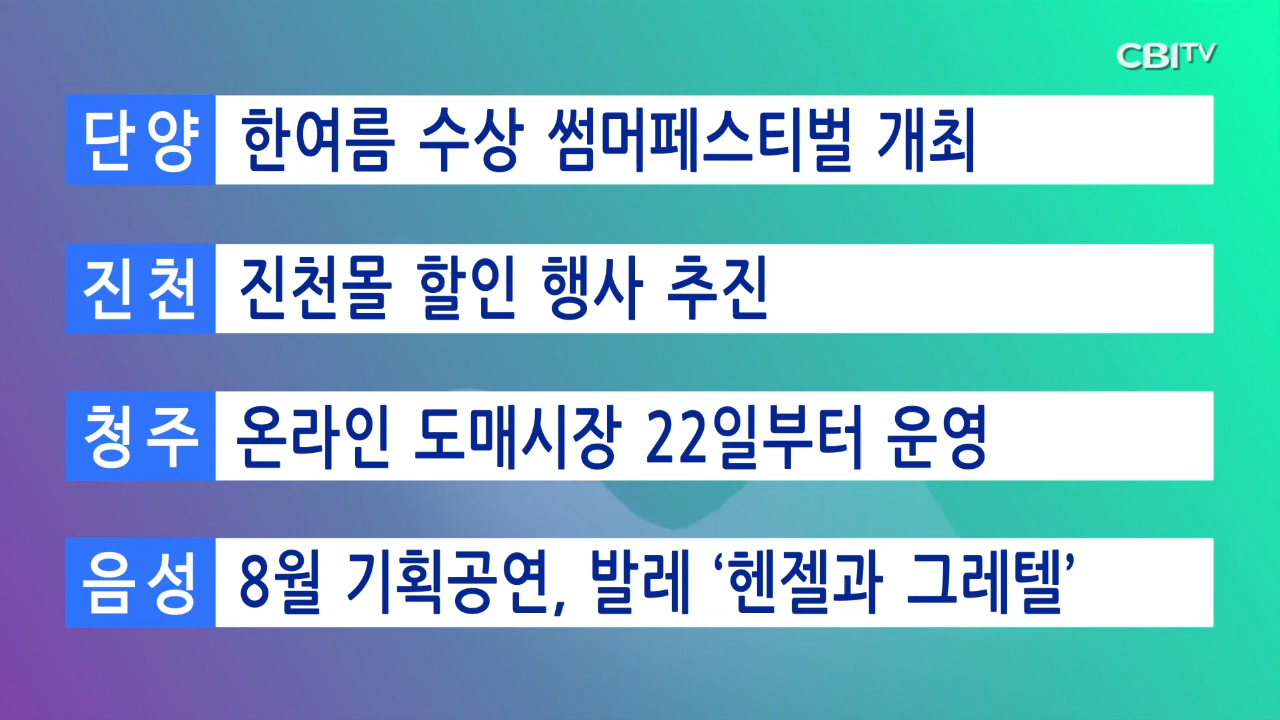 CBITV
단양 한여름 수상 썸머페스티벌 개최
진천 진천몰 할인 행사 추진
청주 온라인 도매시장 22일부터 운영
음성 8월 기획공연, 발레 ‘헨젤과 그레텔’